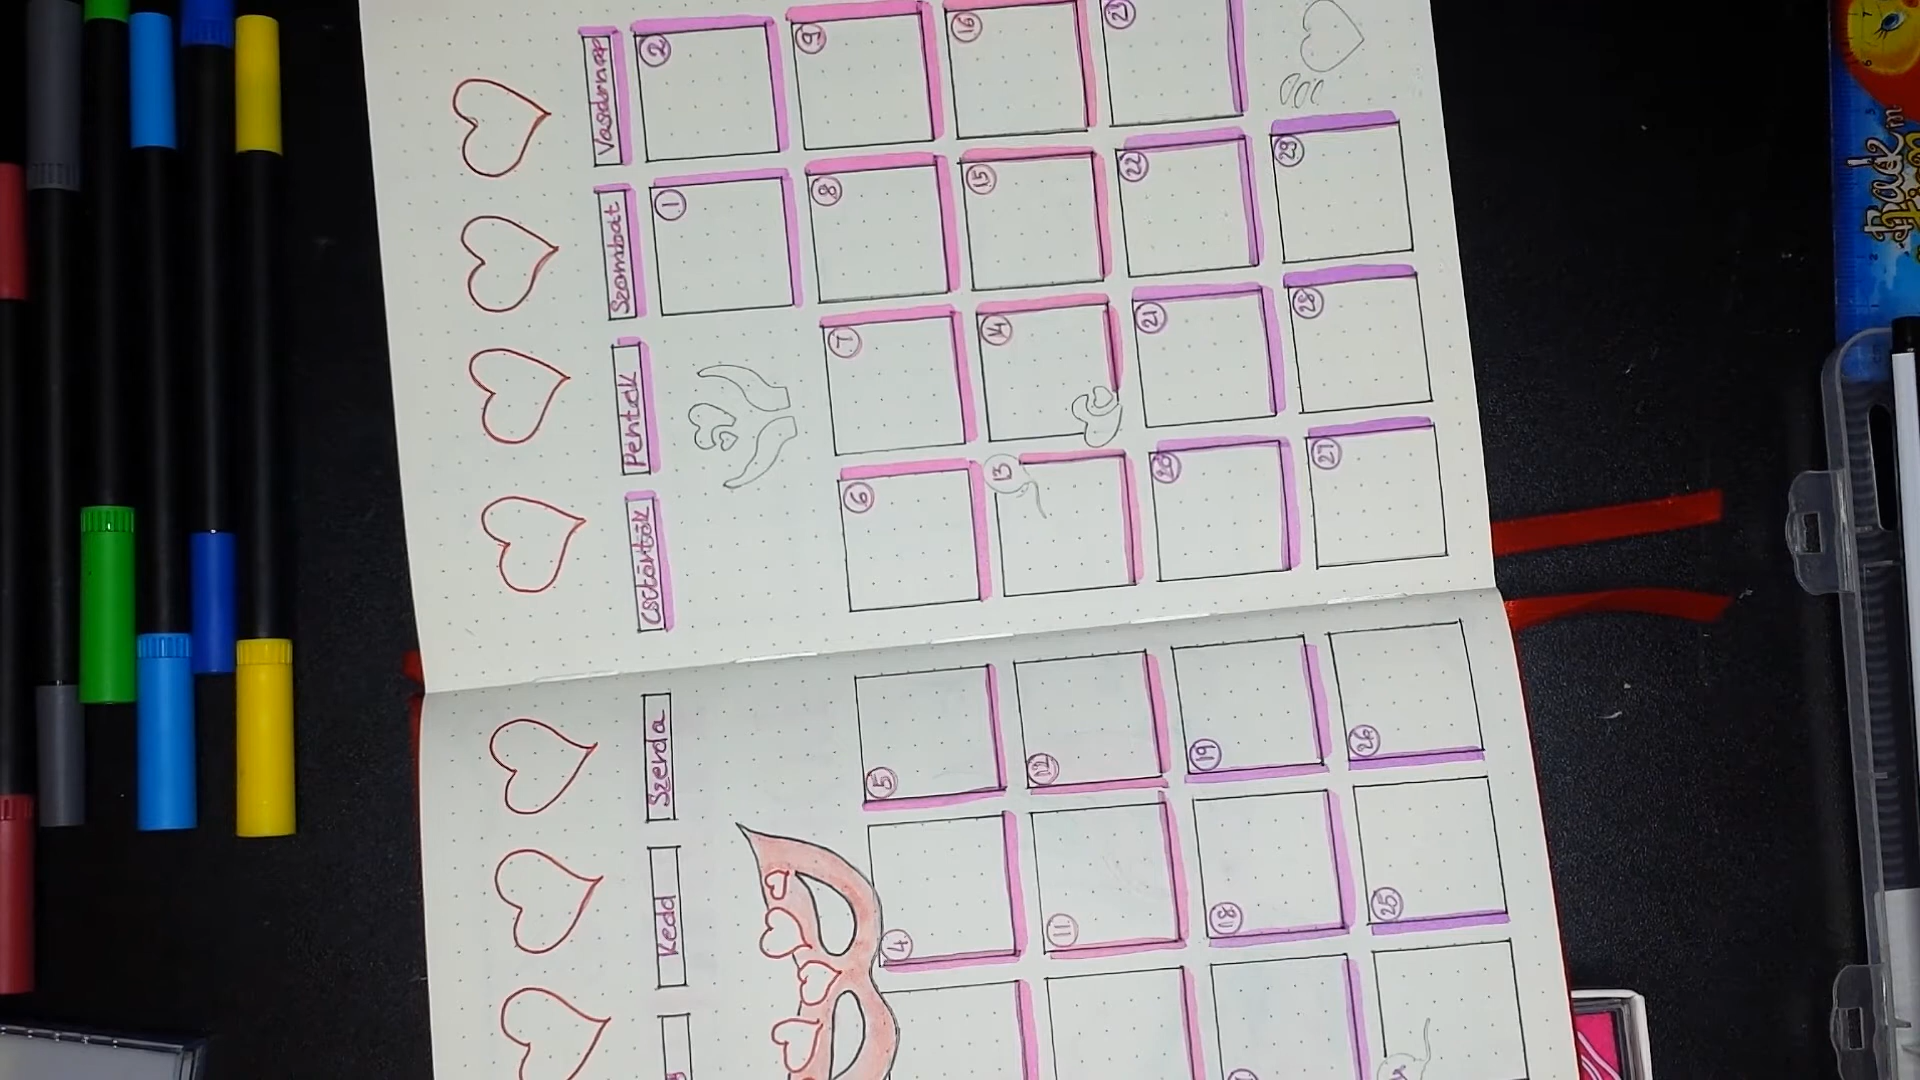 Szerda
Kedd
5
4
12
11
19
18
26
25
Csütörtök Péntek Szombat Vasárnap
1 2
6 7 8 9
13 14 15 16
20 21 22 23
27 28 29